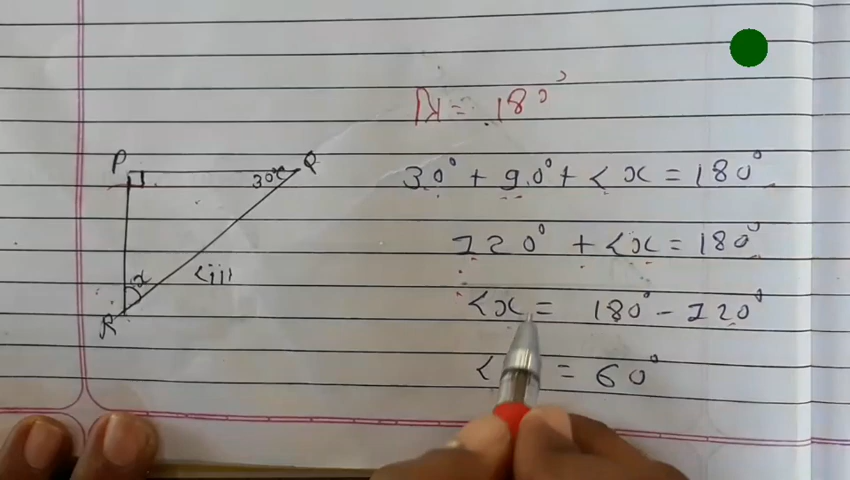 = 180°
P
Q
30°
30° + 90° + < x = 180°
120° + <x = 180°
x
<ii)
<x = 180° - 120°
R
< = 60°